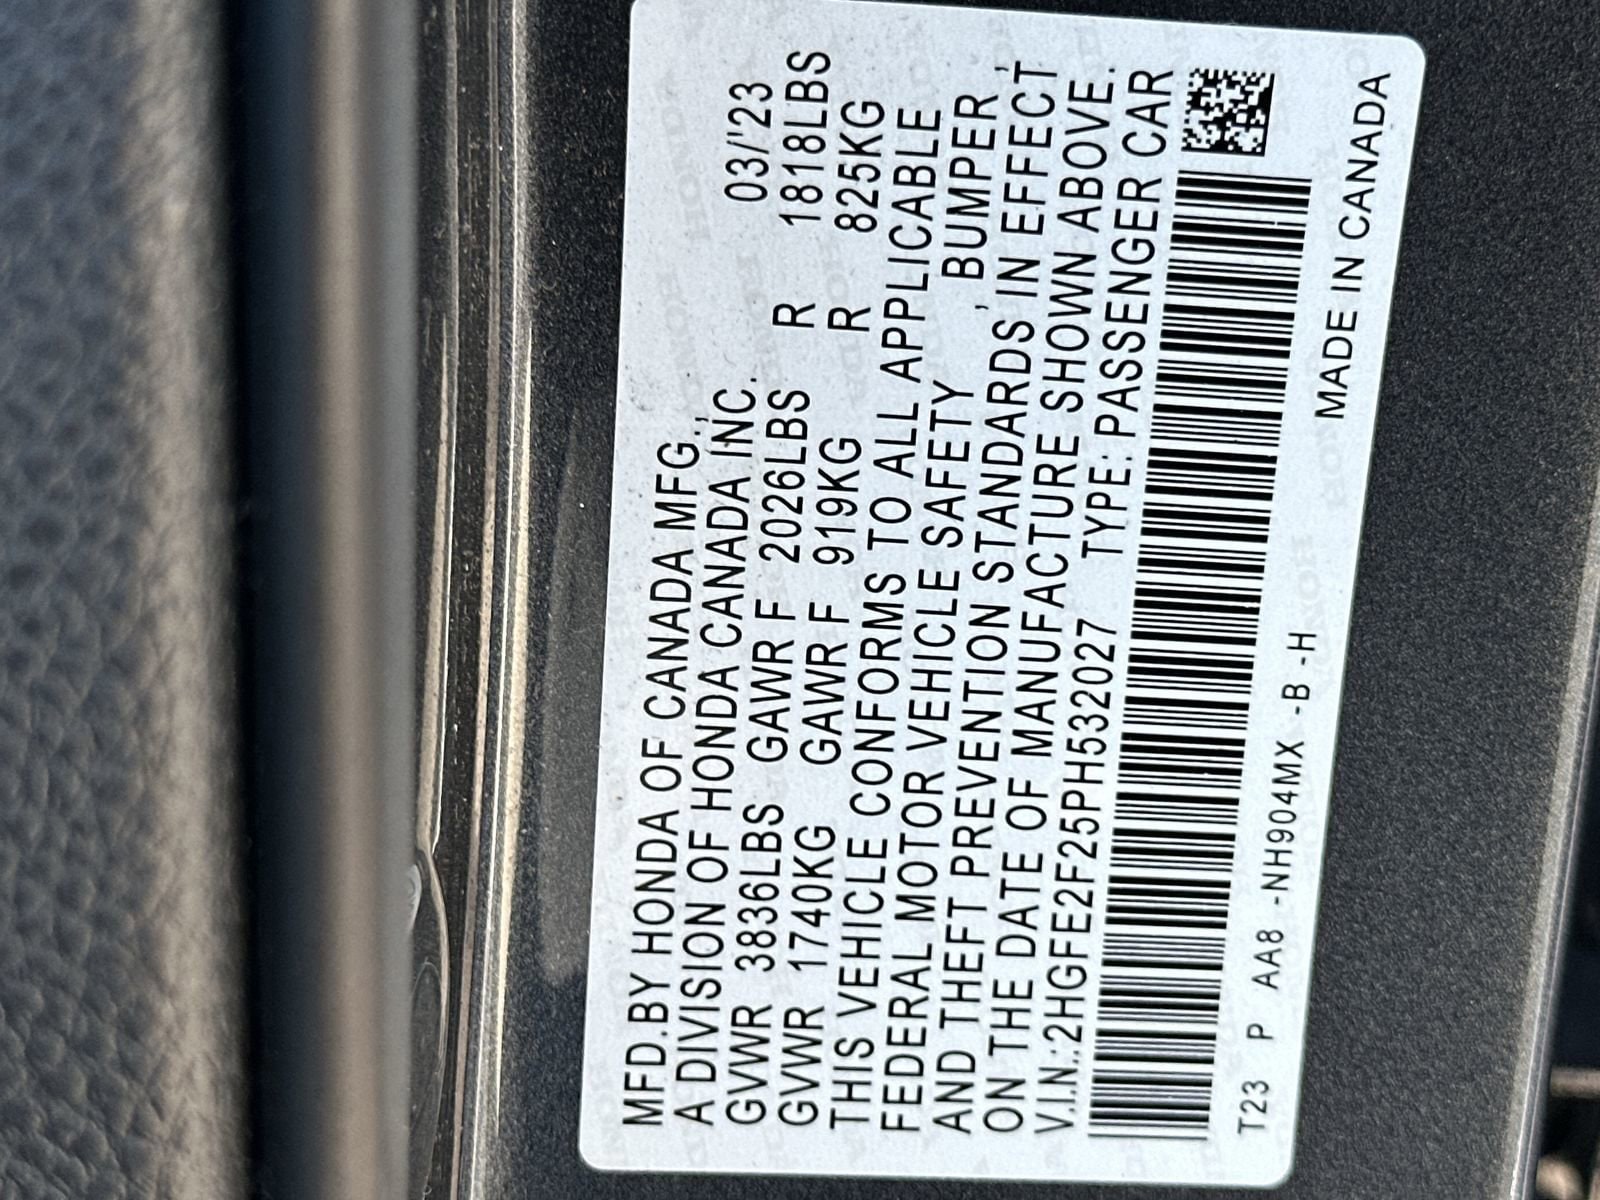 MFD.BY HONDA OF CANADA MFG.,
A DIVISION OF HONDA CANADA INC. 03/'23
GVWR 3836LBS GAWR F 2026LBS R 1818LBS
GVWR 1740KG GAWR F 919KG R 825KG
THIS VEHICLE CONFORMS TO ALL APPLICABLE
FEDERAL MOTOR VEHICLE SAFETY , BUMPER ,
AND THEFT PREVENTION STANDARDS IN EFFECT
ON THE DATE OF MANUFACTURE SHOWN ABOVE.
V.I.N.:2HGFE2F25PH532027 TYPE:PASSENGER CAR
T23 P AA8 -NH904MX -B -H MADE IN CANADA